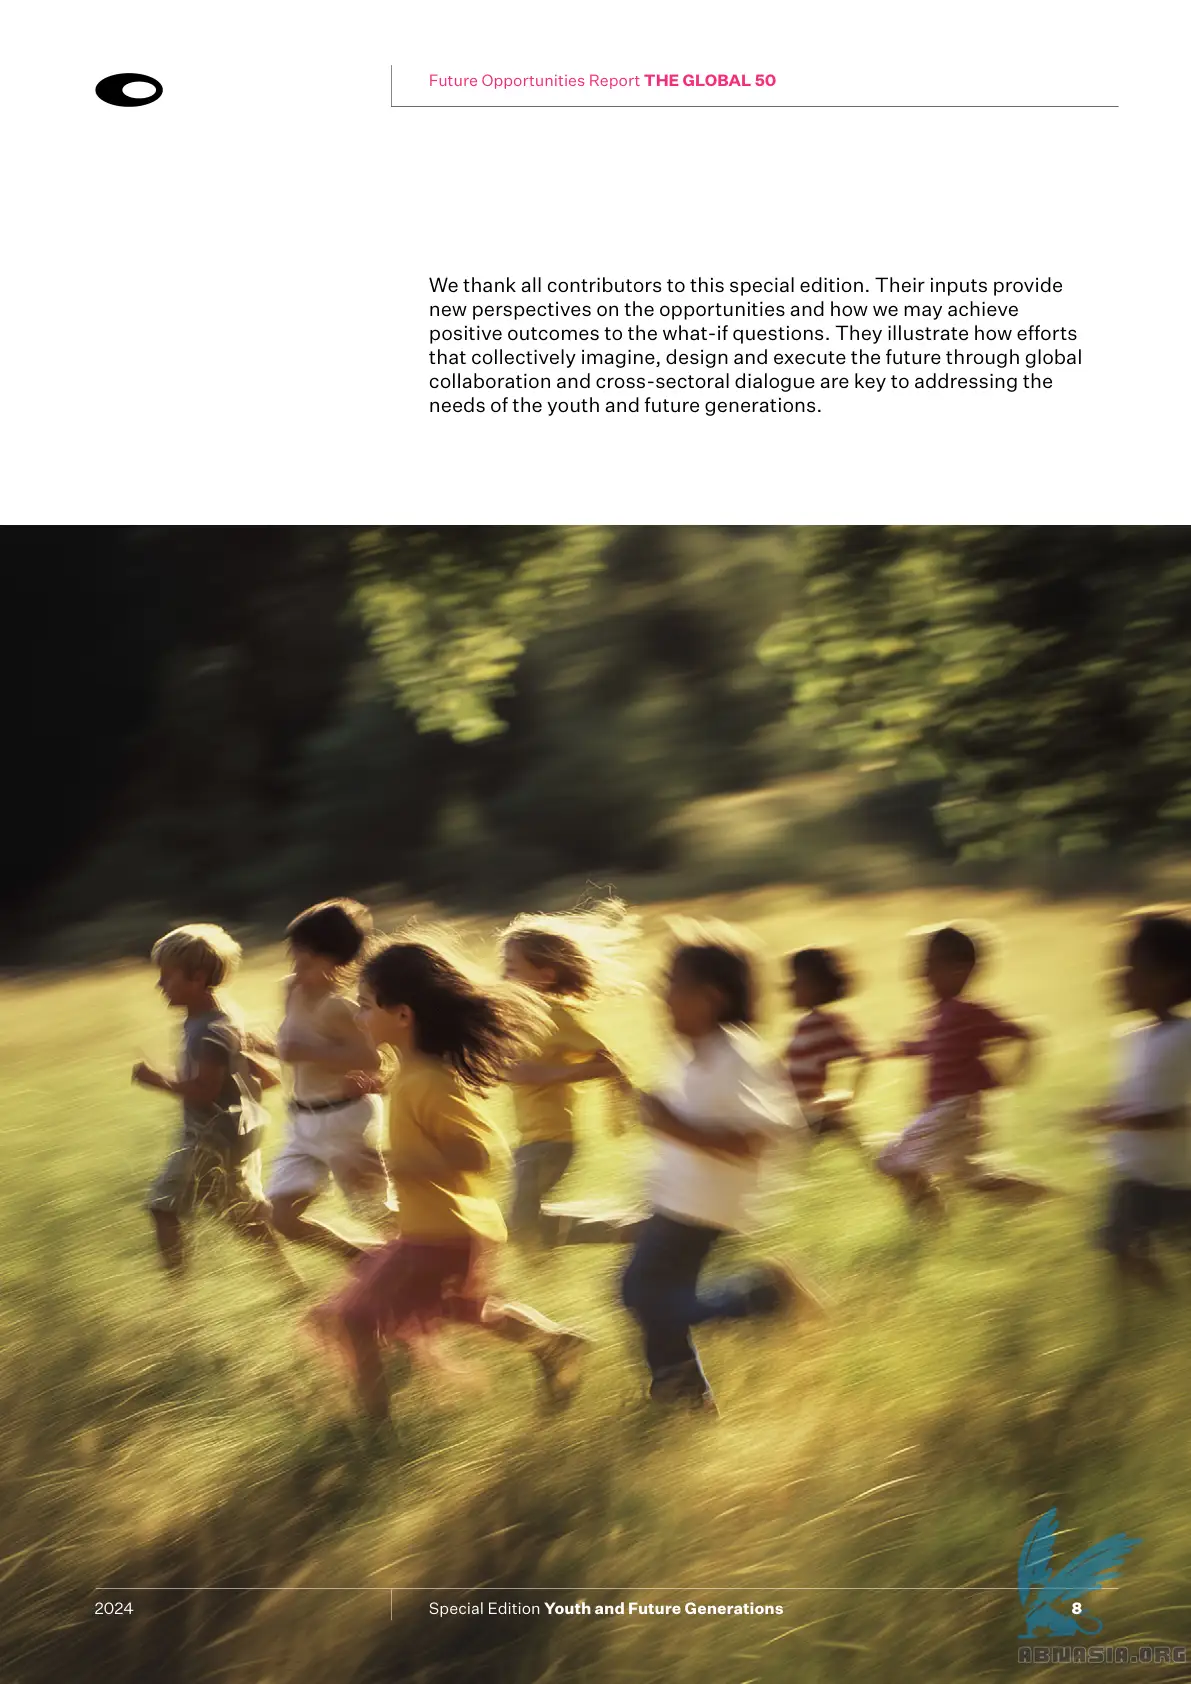 Future Opportunities Report THE GLOBAL 50
We thank all contributors to this special edition. Their inputs provide
new perspectives on the opportunities and how we may achieve
positive outcomes to the what-if questions. They illustrate how efforts
that collectively imagine, design and execute the future through global
collaboration and cross-sectoral dialogue are key to addressing the
needs of the youth and future generations.
2024
Special Edition Youth and Future Generations
8
ABNASIA.ORG